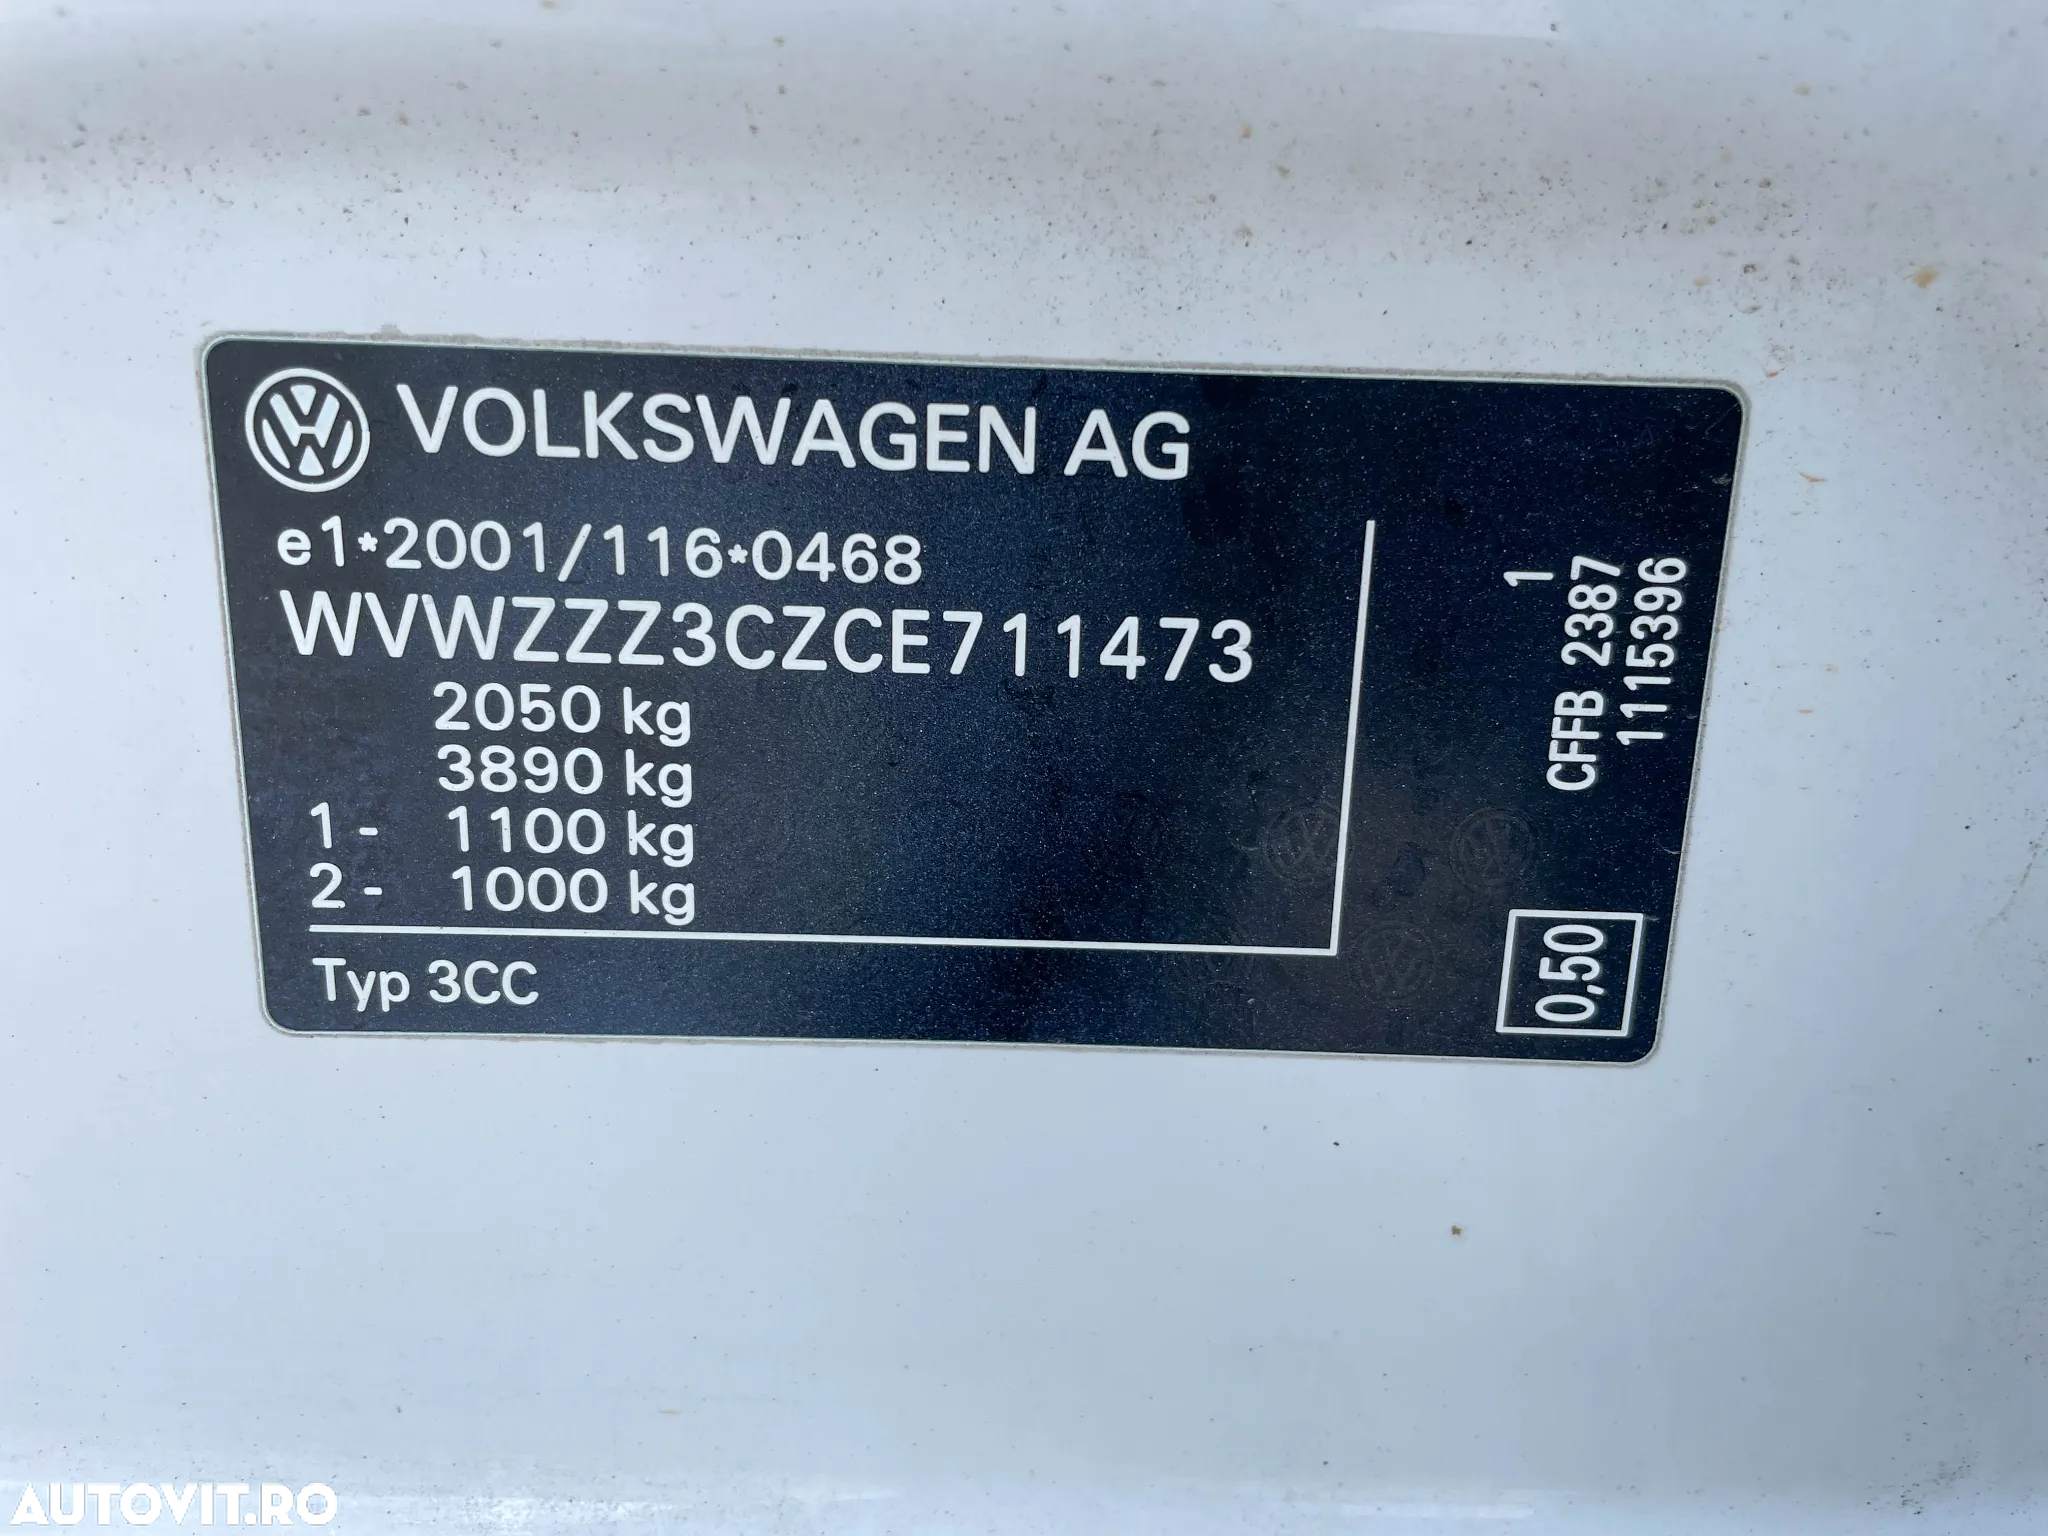 VOLKSWAGEN AG
e1*2001/116*0468
WVWZZZ3CZCE711473
2050 kg
3890 kg
1 - 1100 kg
2 - 1000 kg
Typ 3CC
1
CFFB 2387
1115396
0,50
AUTOVIT.RO